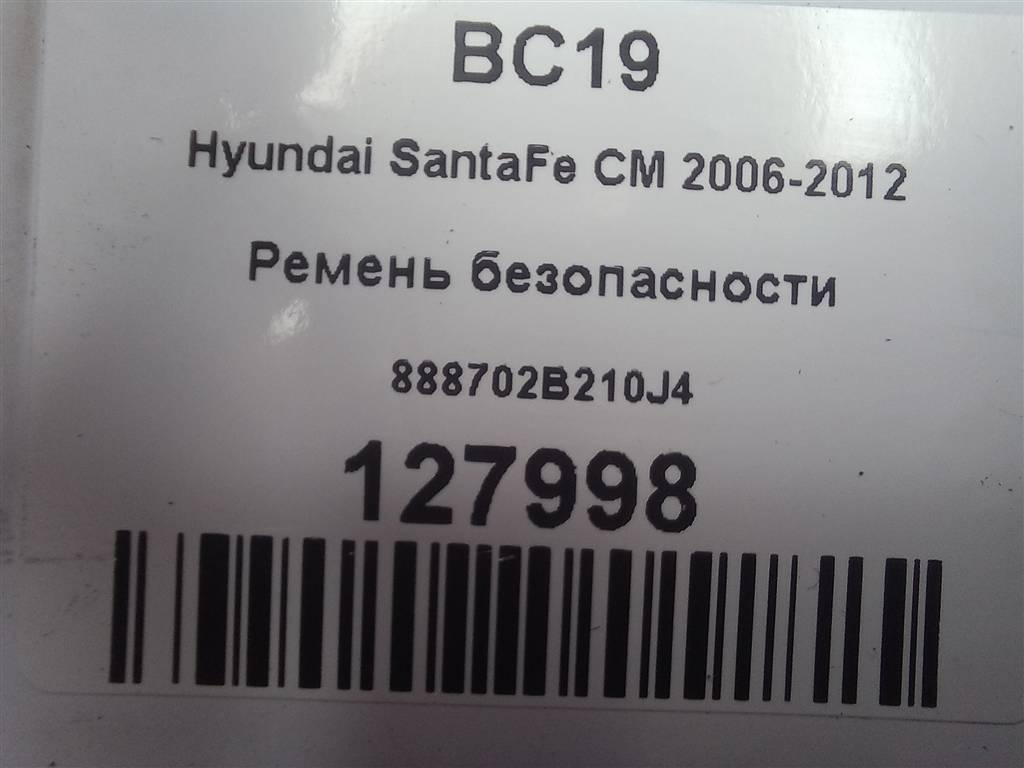 BC19
Hyundai SantaFe CM 2006-2012
Ремень безопасности
888702B210J4
127998